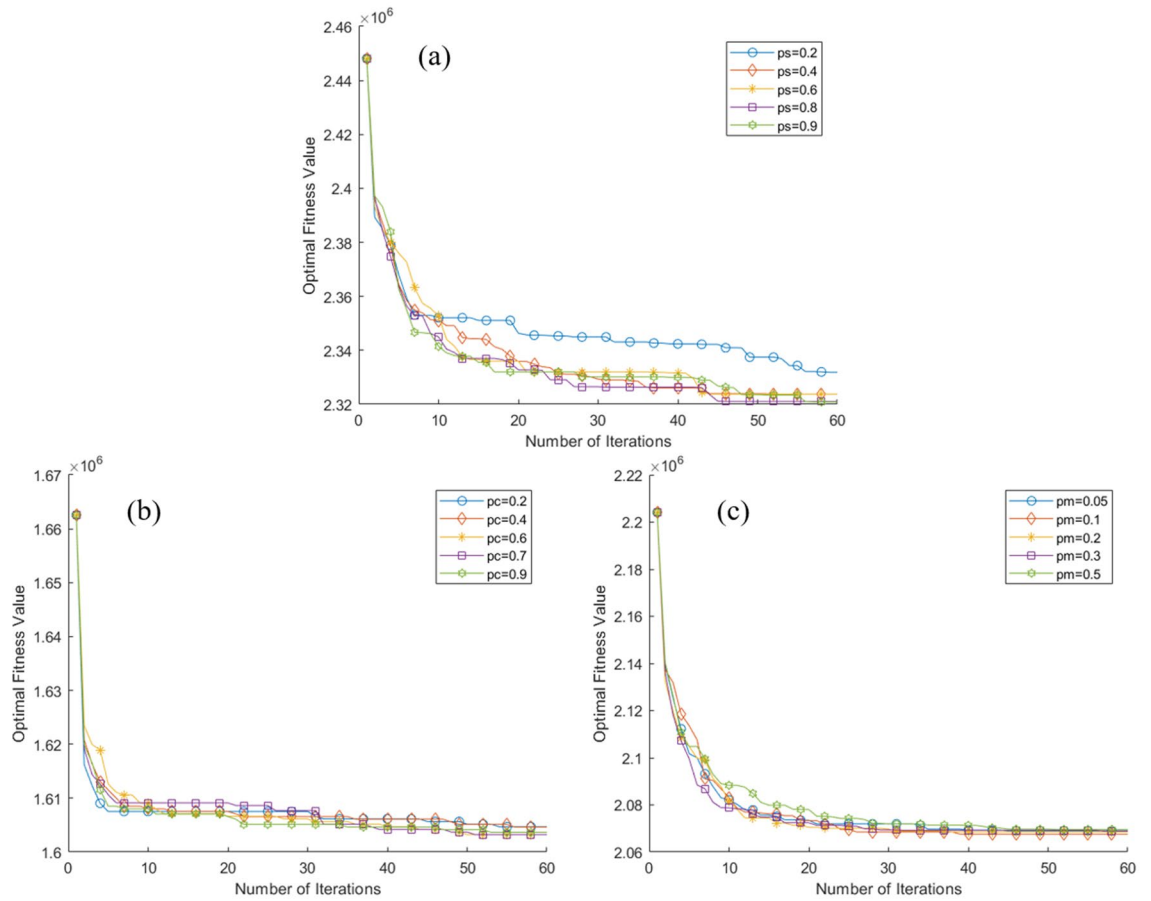 ×10⁶
2.46
2.44
2.42
2.4
2.38
2.36
2.34
2.32
0 10 20 30 40 50 60
Optimal Fitness Value
Number of Iterations
(a)
ps=0.2
ps=0.4
ps=0.6
ps=0.8
ps=0.9
×10⁶
1.67
1.66
1.65
1.64
1.63
1.62
1.61
1.6
0 10 20 30 40 50 60
Optimal Fitness Value
Number of Iterations
(b)
pc=0.2
pc=0.4
pc=0.6
pc=0.7
pc=0.9
×10⁶
2.22
2.2
2.18
2.16
2.14
2.12
2.1
2.08
2.06
0 10 20 30 40 50 60
Optimal Fitness Value
Number of Iterations
(c)
pm=0.05
pm=0.1
pm=0.2
pm=0.3
pm=0.5